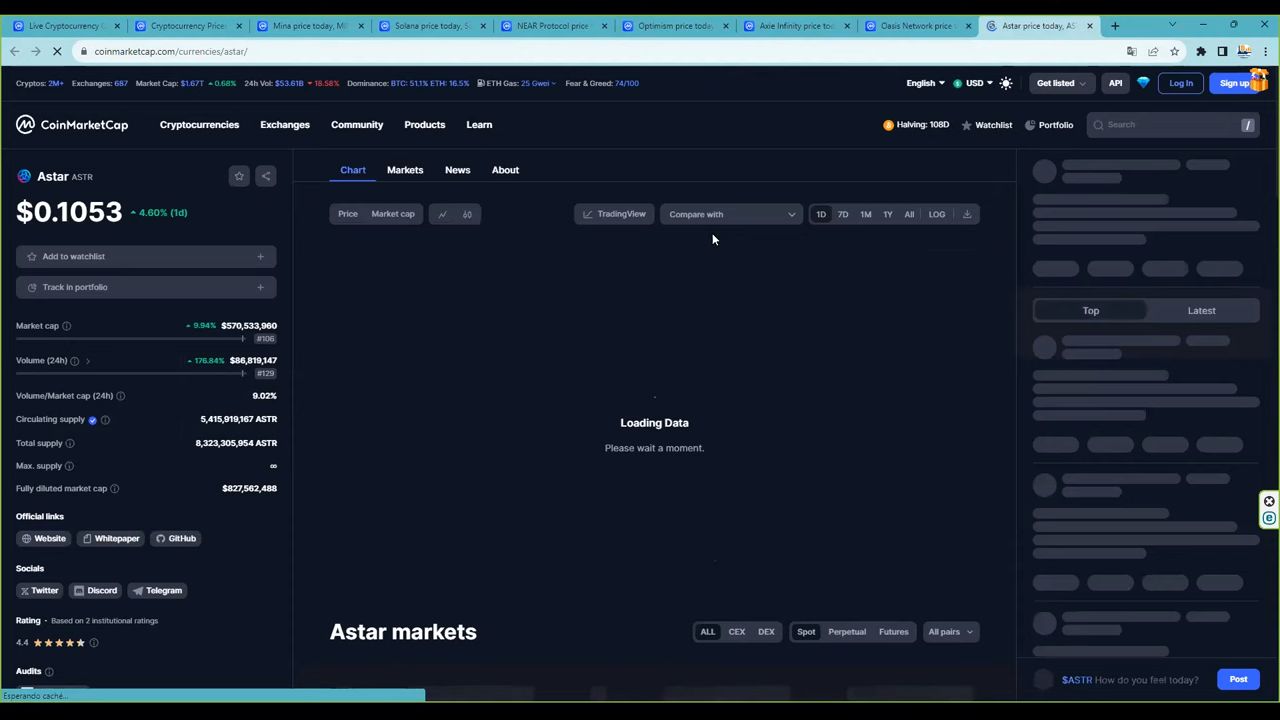 Live Cryptocurrency
Cryptocurrency Price
Mina price today, MI
Solana price today, S
NEAR Protocol price
Optimism price today
Axie Infinity price tod
Oasis Network price
Astar price today, AS
coinmarketcap.com/currencies/astar/
Cryptos: 2M+ Exchanges: 687 Market Cap: $1.67T 0.68% 24h Vol: $53.61B 18.58% Dominance: BTC: 51.1% ETH: 16.5% ETH Gas: 25 Gwei Fear & Greed: 74/100
English USD Get listed API Log In Sign up
CoinMarketCap Cryptocurrencies Exchanges Community Products Learn
Halving: 108D Watchlist Portfolio Search /
Astar ASTR
$0.1053 4.60% (1d)
Add to watchlist +
Track in portfolio +
Market cap 9.94% $570,533,960
#106
Volume (24h) 176.84% $86,819,147
#129
Volume/Market cap (24h) 9.02%
Circulating supply 5,415,919,167 ASTR
Total supply 8,323,305,954 ASTR
Max. supply ∞
Fully diluted market cap $827,562,488
Official links
Website Whitepaper GitHub
Socials
Twitter Discord Telegram
Rating · Based on 2 institutional ratings
4.4
Audits
Esperando caché...
Chart Markets News About
Price Market cap TradingView Compare with 1D 7D 1M 1Y All LOG
Loading Data
Please wait a moment.
Astar markets ALL CEX DEX Spot Perpetual Futures All pairs
Top Latest
$ASTR How do you feel today? Post